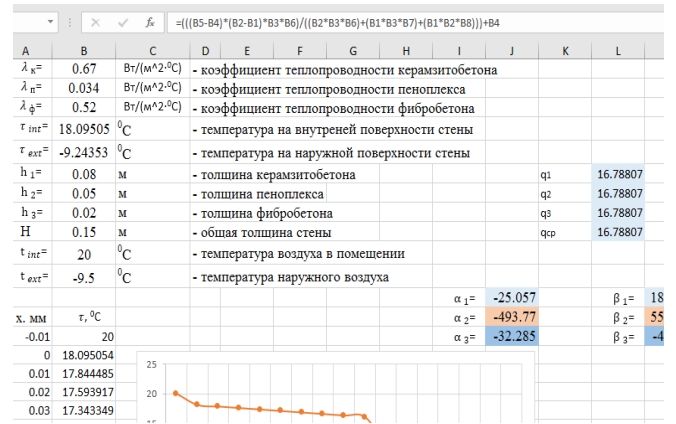 fx =(((B5-B4)*(B2-B1)*B3*B6)/((B2*B3*B6)+(B1*B3*B7)+(B1*B2*B8)))+B4
A B C D E F G H I J K L
λ к= 0.67 Вт/(м^2·⁰С) - коэффициент теплопроводности керамзитобетона
λ п= 0.034 Вт/(м^2·⁰С) - коэффициент теплопроводности пеноплекса
λ ф= 0.52 Вт/(м^2·⁰С) - коэффициент теплопроводности фибробетона
τ int= 18.09505 ⁰С - температура на внутреней поверхности стены
τ ext= -9.24353 ⁰С - температура на наружной поверхности стены
h 1= 0.08 м - толщина керамзитобетона q1 16.78807
h 2= 0.05 м - толщина пеноплекса q2 16.78807
h 3= 0.02 м - толщина фибробетона q3 16.78807
H 0.15 м - общая толщина стены qср 16.78807
t int= 20 ⁰С - температура воздуха в помещении
t ext= -9.5 ⁰С - температура наружного воздуха
α 1= -25.057 β 1= 18
x. мм τ, ⁰С α 2= -493.77 β 2= 55
-0.01 20 α 3= -32.285 β 3= -4
0 18.095054
0.01 17.844485
0.02 17.593917
0.03 17.343349
25
20